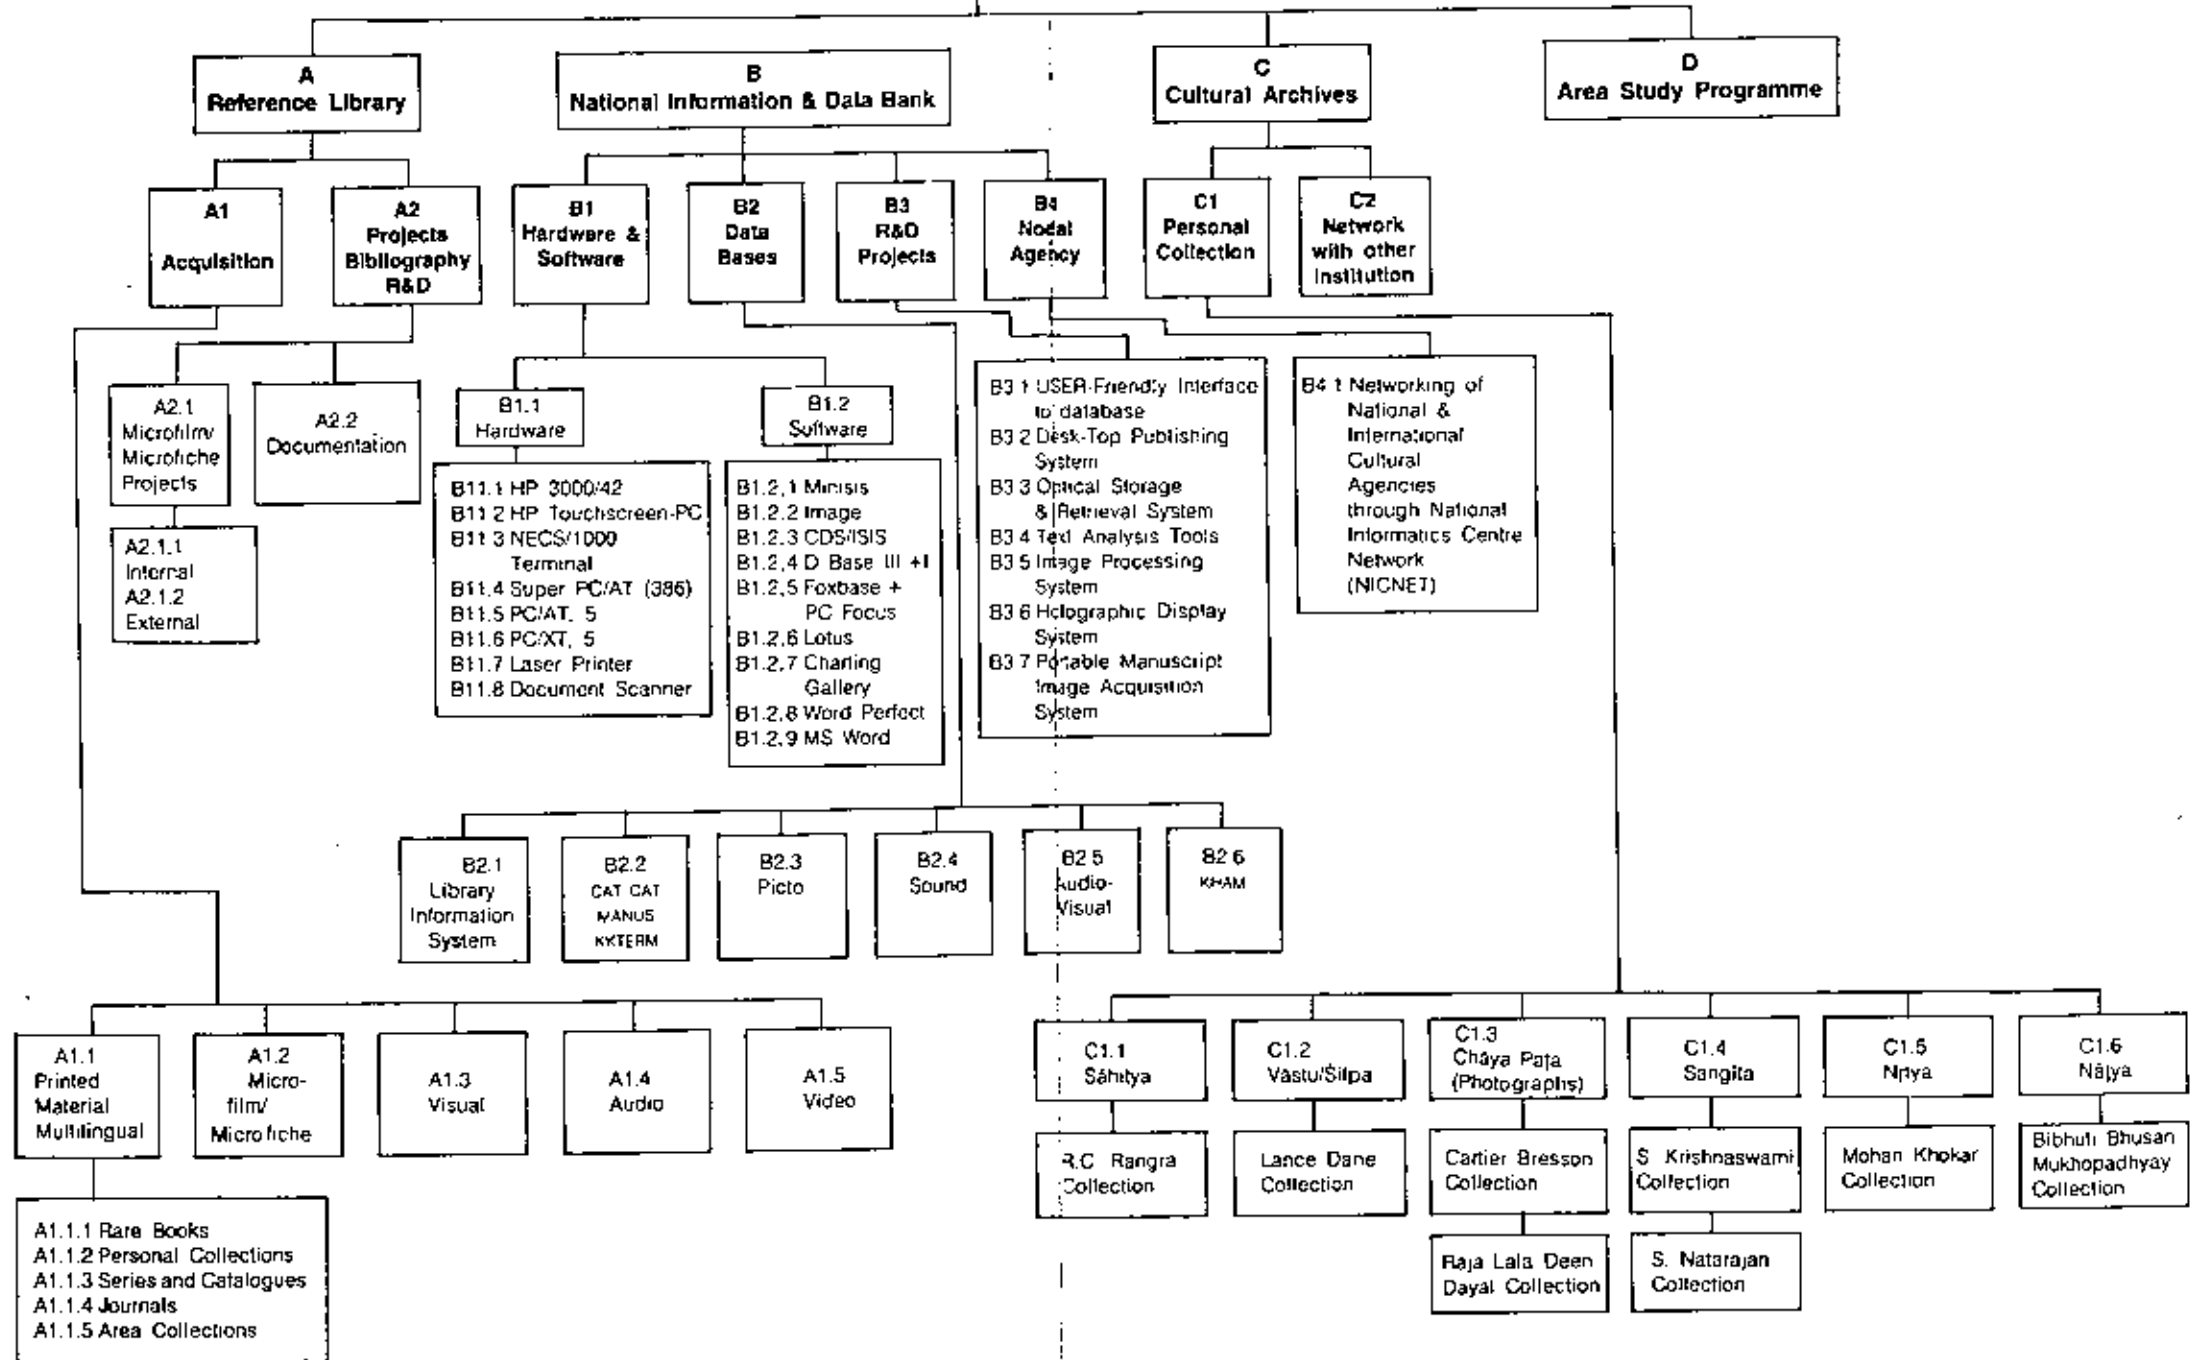 A
Reference Library
B
National Information & Data Bank
C
Cultural Archives
D
Area Study Programme
A1
Acquisition
A2
Projects
Bibliography
R&D
B1
Hardware &
Software
B2
Data
Bases
B3
R&D
Projects
B4
Nodal
Agency
C1
Personal
Collection
C2
Network
with other
Institution
A2.1
Microfilm/
Microfiche
Projects
A2.2
Documentation
A2.1.1
Internal
A2.1.2
External
B1.1
Hardware
B11.1 HP 3000/42
B11.2 HP Touchscreen-PC
B11.3 NECS/1000
Terminal
B11.4 Super PC/AT (386)
B11.5 PC/AT, 5
B11.6 PC/XT, 5
B11.7 Laser Printer
B11.8 Document Scanner
B1.2
Software
B1.2.1 Minisis
B1.2.2 Image
B1.2.3 CDS/ISIS
B1.2.4 D Base III +I
B1.2.5 Foxbase +
PC Focus
B1.2.6 Lotus
B1.2.7 Charting
Gallery
B1.2.8 Word Perfect
B1.2.9 MS Word
B3 1 USER-Friendly Interface
to database
B3 2 Desk-Top Publishing
System
B3 3 Optical Storage
& Retrieval System
B3 4 Text Analysis Tools
B3 5 Image Processing
System
B3 6 Holographic Display
System
B3 7 Portable Manuscript
Image Acquisition
System
B4 1 Networking of
National &
International
Cultural
Agencies
through National
Informatics Centre
Network
(NICNET)
B2.1
Library
Information
System
B2.2
CAT CAT
MANUS
KKTERM
B2.3
Picto
B2.4
Sound
B2 5
Audio-
Visual
B2 6
KHAM
A1.1
Printed
Material
Multilingual
A1.2
Micro-
film/
Microfiche
A1.3
Visual
A1.4
Audio
A1.5
Video
A1.1.1 Rare Books
A1.1.2 Personal Collections
A1.1.3 Series and Catalogues
A1.1.4 Journals
A1.1.5 Area Collections
C1.1
Sāhitya
C1.2
Vāstu/Śilpa
C1.3
Chāya Paṭa
(Photographs)
C1.4
Sangīta
C1.5
C1.6
Nāṭya
R.C. Rangra
Collection
Lance Dane
Collection
Cartier Bresson
Collection
S. Krishnaswami
Collection
Mohan Khokar
Collection
Bibhuti Bhusan
Mukhopadhyay
Collection
Raja Lala Deen
Dayal Collection
S. Natarajan
Collection